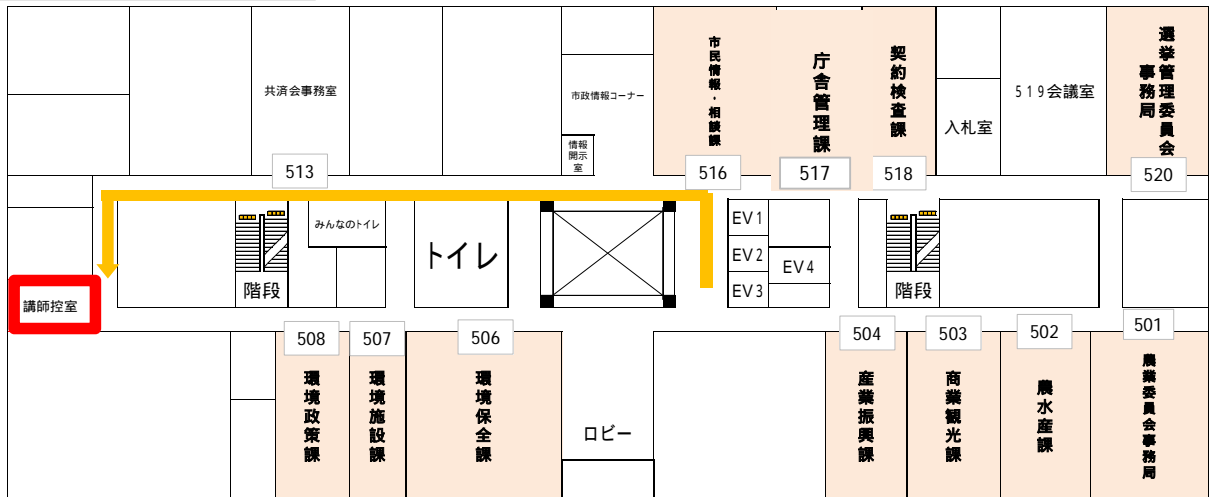 市民情報・相談課
庁舎管理課
契約検査課
選挙管理委員会
事務局
共済会事務室
市政情報コーナー
519会議室
入札室
情報
開示
室
513
516
517
518
520
みんなのトイレ
トイレ
EV1
EV2
EV3
EV4
階段
階段
講師控室
508
507
506
504
503
502
501
環境政策課
環境施設課
環境保全課
ロビー
産業振興課
商業観光課
農水産課
農業委員会事務局